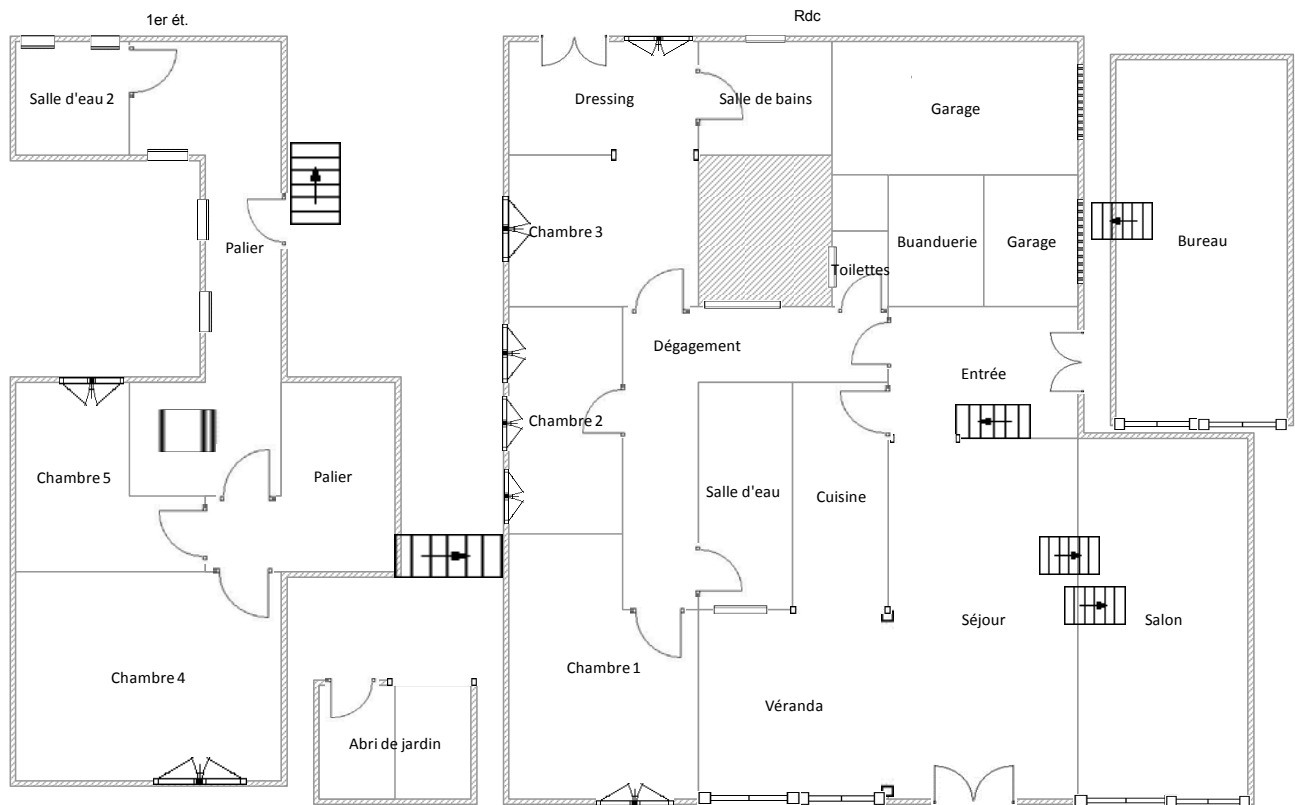 1er ét.
Rdc
Salle d'eau 2
Dressing
Salle de bains
Garage
Palier
Chambre 3
Toilettes
Buanduerie
Garage
Bureau
Dégagement
Entrée
Chambre 2
Chambre 5
Palier
Salle d'eau
Cuisine
Chambre 4
Chambre 1
Séjour
Salon
Véranda
Abri de jardin